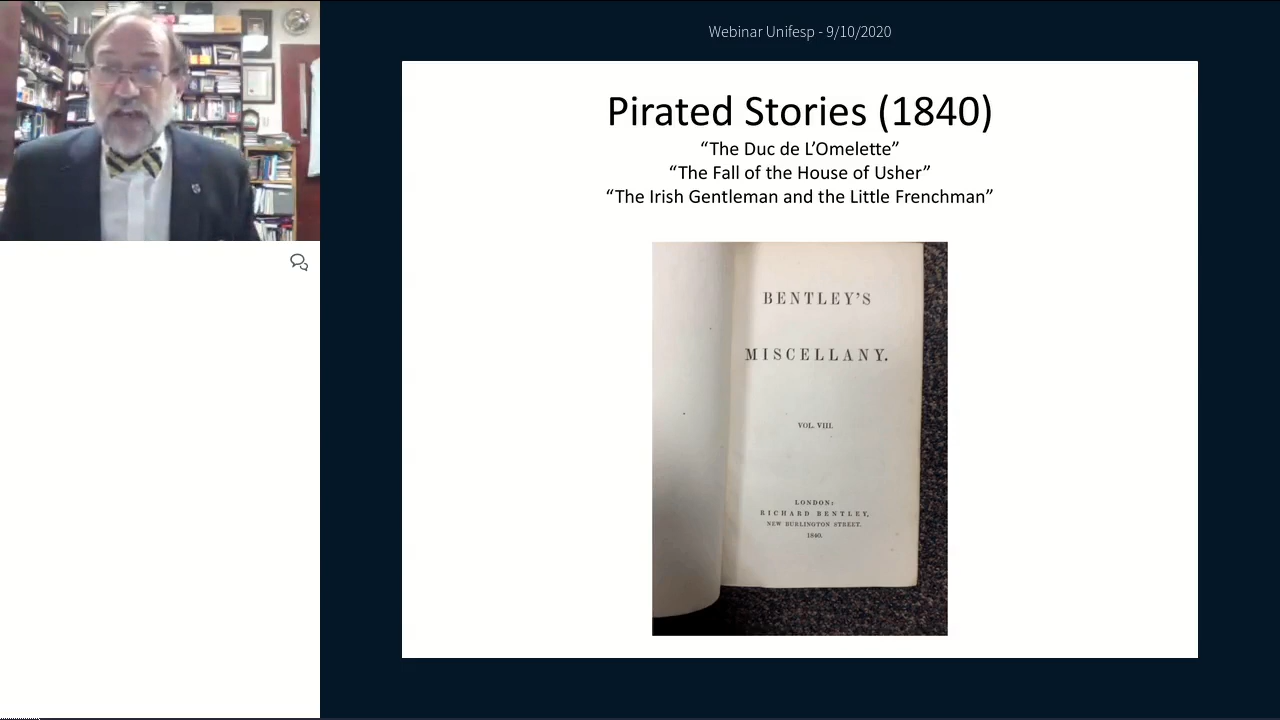 Webinar Unifesp - 9/10/2020
Pirated Stories (1840)
“The Duc de L’Omelette”
“The Fall of the House of Usher”
“The Irish Gentleman and the Little Frenchman”
BENTLEY’S
MISCELLANY.
VOL. VIII.
LONDON:
RICHARD BENTLEY,
NEW BURLINGTON STREET.
1840.